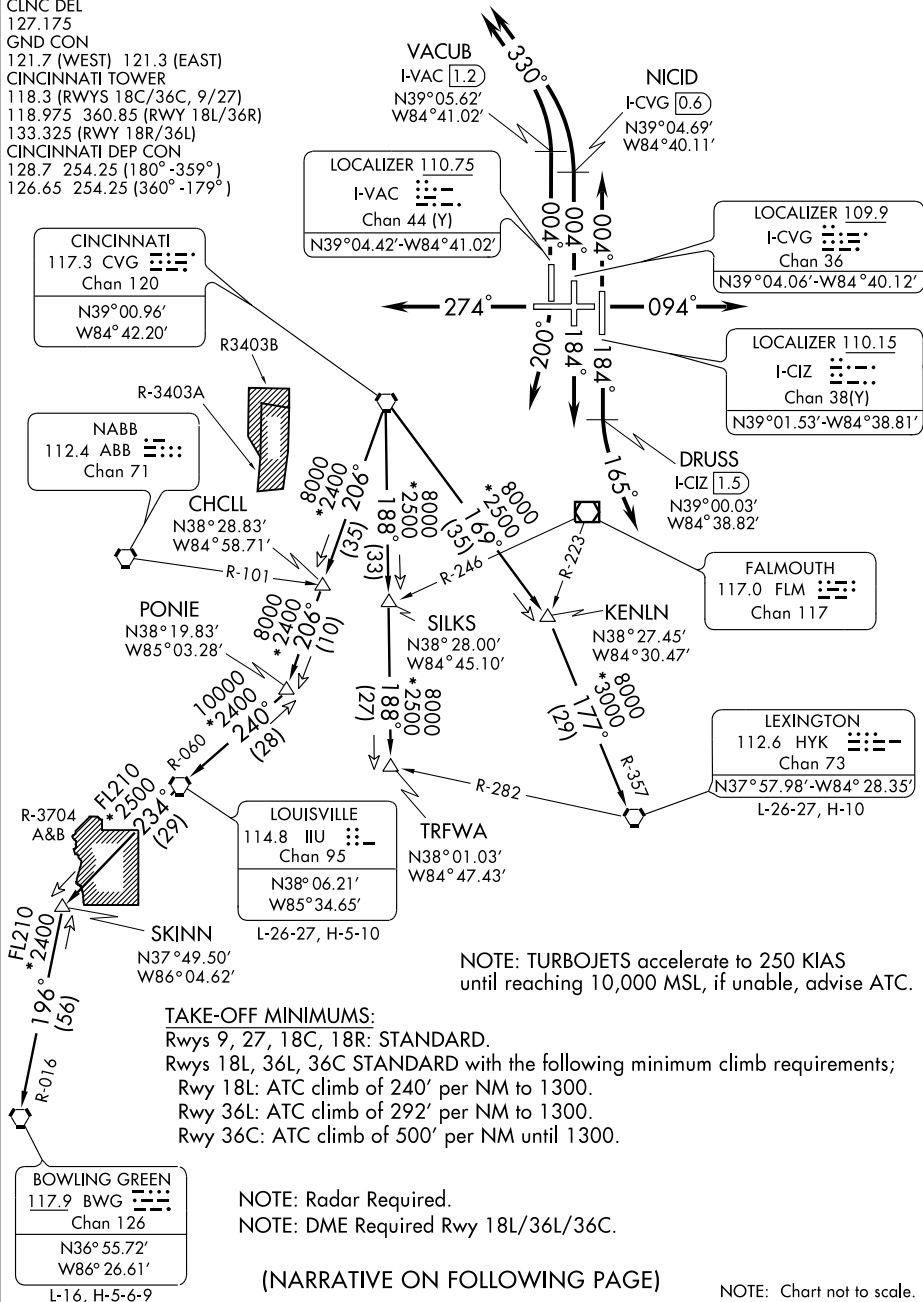 CLNC DEL
127.175
GND CON
121.7 (WEST) 121.3 (EAST)
CINCINNATI TOWER
118.3 (RWYS 18C/36C, 9/27)
118.975 360.85 (RWY 18L/36R)
133.325 (RWY 18R/36L)
CINCINNATI DEP CON
128.7 254.25 (180°-359°)
126.65 254.25 (360°-179°)
330°
VACUB
I-VAC 1.2
N39°05.62'
W84°41.02'
NICID
I-CVG 0.6
N39°04.69'
W84°40.11'
LOCALIZER 110.75
I-VAC
Chan 44 (Y)
N39°04.42'-W84°41.02'
004°
004°
004°
LOCALIZER 109.9
I-CVG
Chan 36
N39°04.06'-W84°40.12'
274°
094°
200°
184°
184°
LOCALIZER 110.15
I-CIZ
Chan 38(Y)
N39°01.53'-W84°38.81'
DRUSS
I-CIZ 1.5
N39°00.03'
W84°38.82'
165°
CINCINNATI
117.3 CVG
Chan 120
N39°00.96'
W84°42.20'
R3403B
R-3403A
NABB
112.4 ABB
Chan 71
R-101
CHCLL
N38°28.83'
W84°58.71'
8000
*2400
206°
(35)
8000
*2500
188°
(33)
8000
*2500
169°
(35)
R-246
R-223
FALMOUTH
117.0 FLM
Chan 117
PONIE
N38°19.83'
W85°03.28'
8000
*2400
206°
(10)
SILKS
N38°28.00'
W84°45.10'
KENLN
N38°27.45'
W84°30.47'
8000
*2500
188°
(27)
8000
*3000
177°
(29)
R-357
LEXINGTON
112.6 HYK
Chan 73
N37°57.98'-W84°28.35'
L-26-27, H-10
R-282
TRFWA
N38°01.03'
W84°47.43'
10000
*2400
240°
(28)
R-060
LOUISVILLE
114.8 IIU
Chan 95
N38°06.21'
W85°34.65'
L-26-27, H-5-10
FL210
*2500
234°
(29)
R-3704
A&B
SKINN
N37°49.50'
W86°04.62'
FL210
*2400
196°
(56)
R-016
BOWLING GREEN
117.9 BWG
Chan 126
N36°55.72'
W86°26.61'
L-16, H-5-6-9
NOTE: TURBOJETS accelerate to 250 KIAS
until reaching 10,000 MSL, if unable, advise ATC.
TAKE-OFF MINIMUMS:
Rwys 9, 27, 18C, 18R: STANDARD.
Rwys 18L, 36L, 36C STANDARD with the following minimum climb requirements;
Rwy 18L: ATC climb of 240' per NM to 1300.
Rwy 36L: ATC climb of 292' per NM to 1300.
Rwy 36C: ATC climb of 500' per NM until 1300.
NOTE: Radar Required.
NOTE: DME Required Rwy 18L/36L/36C.
(NARRATIVE ON FOLLOWING PAGE)
NOTE: Chart not to scale.